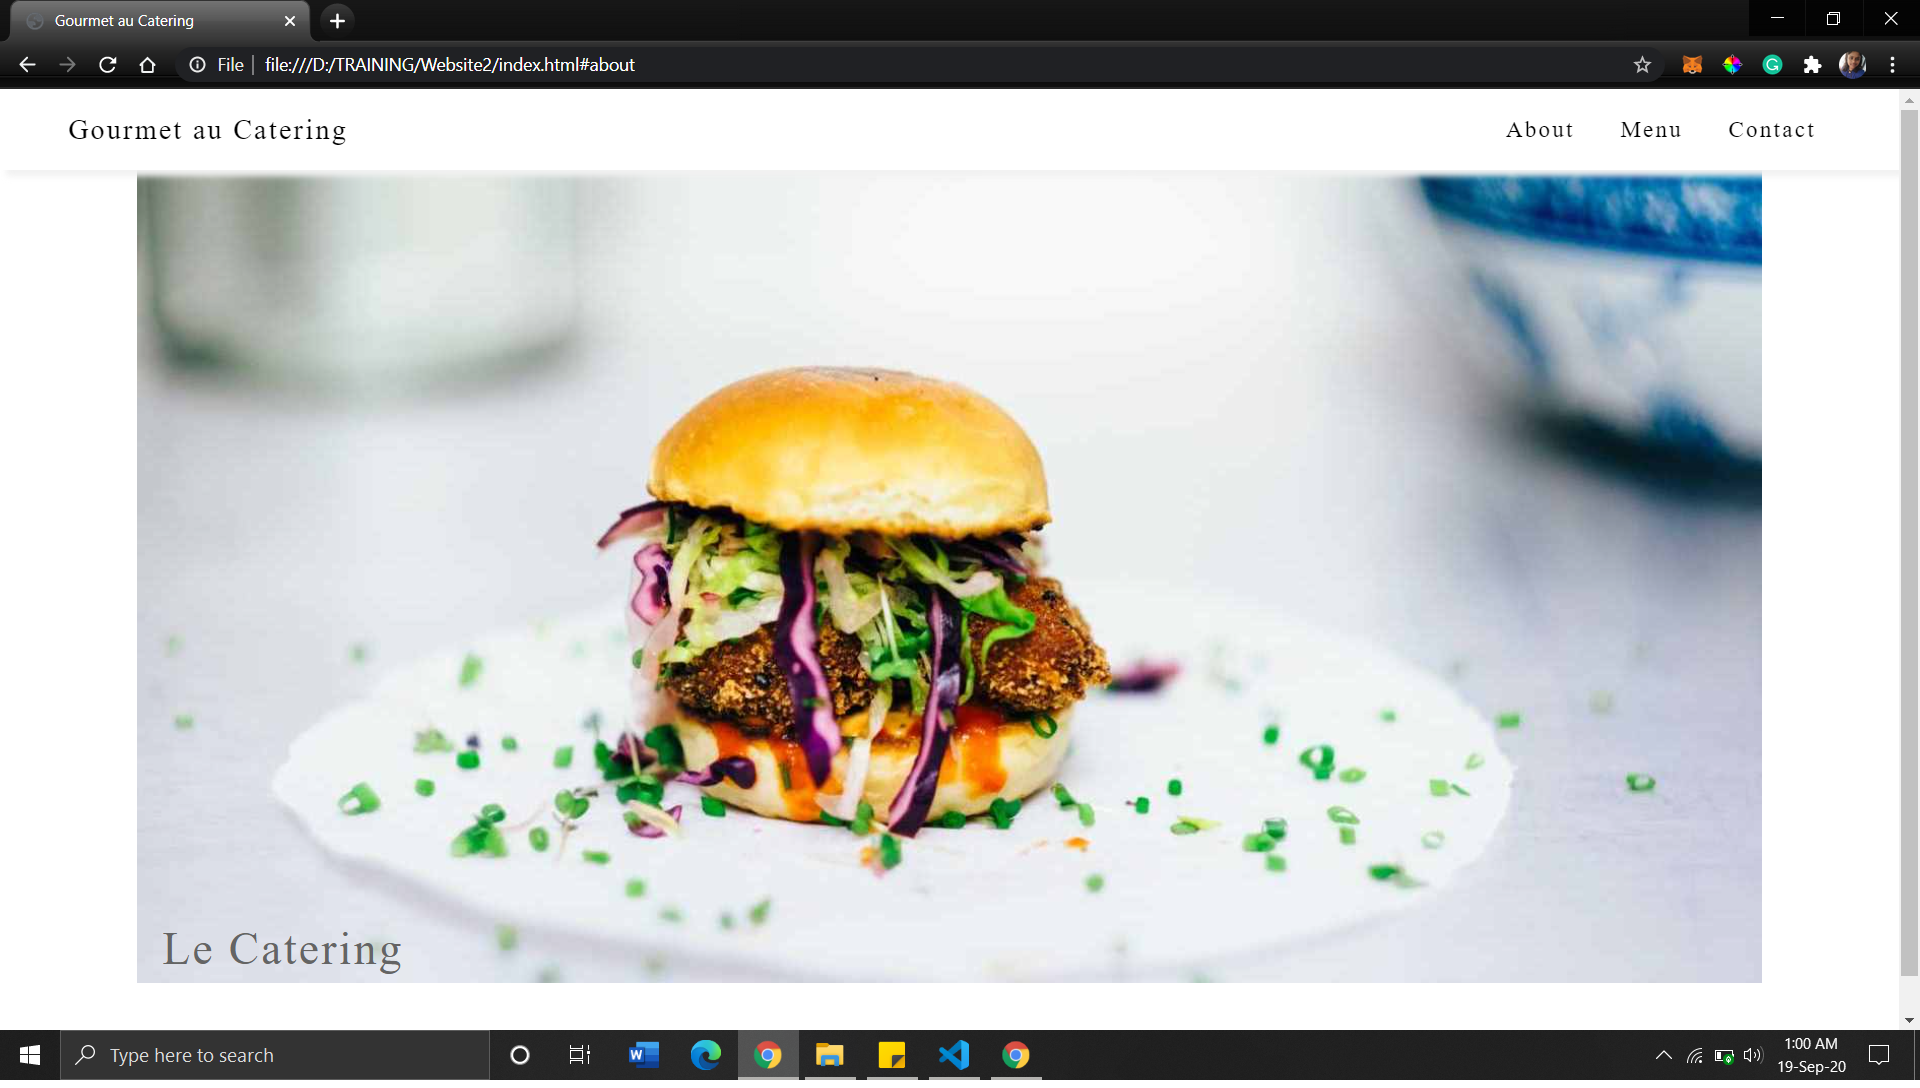 Gourmet au Catering
File
file:///D:/TRAINING/Website2/index.html#about
Gourmet au Catering
About Menu Contact
Le Catering
Type here to search
1:00 AM
19-Sep-20